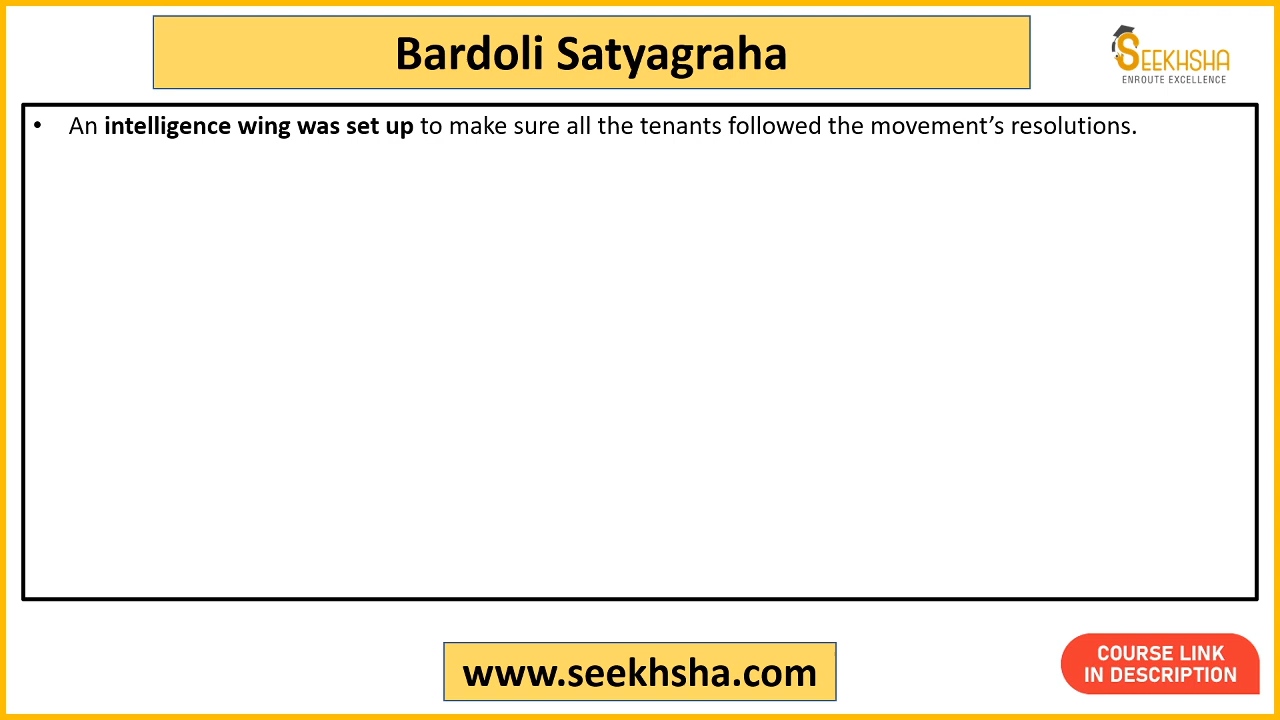 Bardoli Satyagraha
SEEKHSHA
ENROUTE EXCELLENCE
• An intelligence wing was set up to make sure all the tenants followed the movement’s resolutions.
www.seekhsha.com
COURSE LINK
IN DESCRIPTION